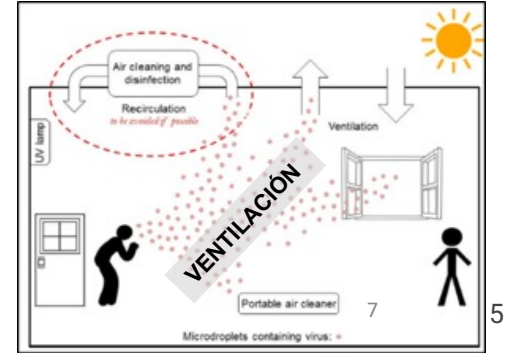 Air cleaning and
disinfection
Recirculation
to be avoided if possible
Ventilation
UV lamp
VENTILACIÓN
Portable air cleaner
7
5
Microdroplets containing virus: